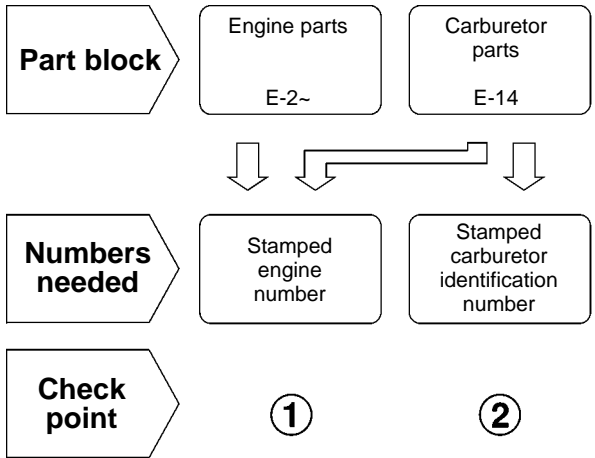 Part block
Engine parts
E-2~
Carburetor
parts
E-14
Numbers
needed
Stamped
engine
number
Stamped
carburetor
identification
number
Check
point
①
②